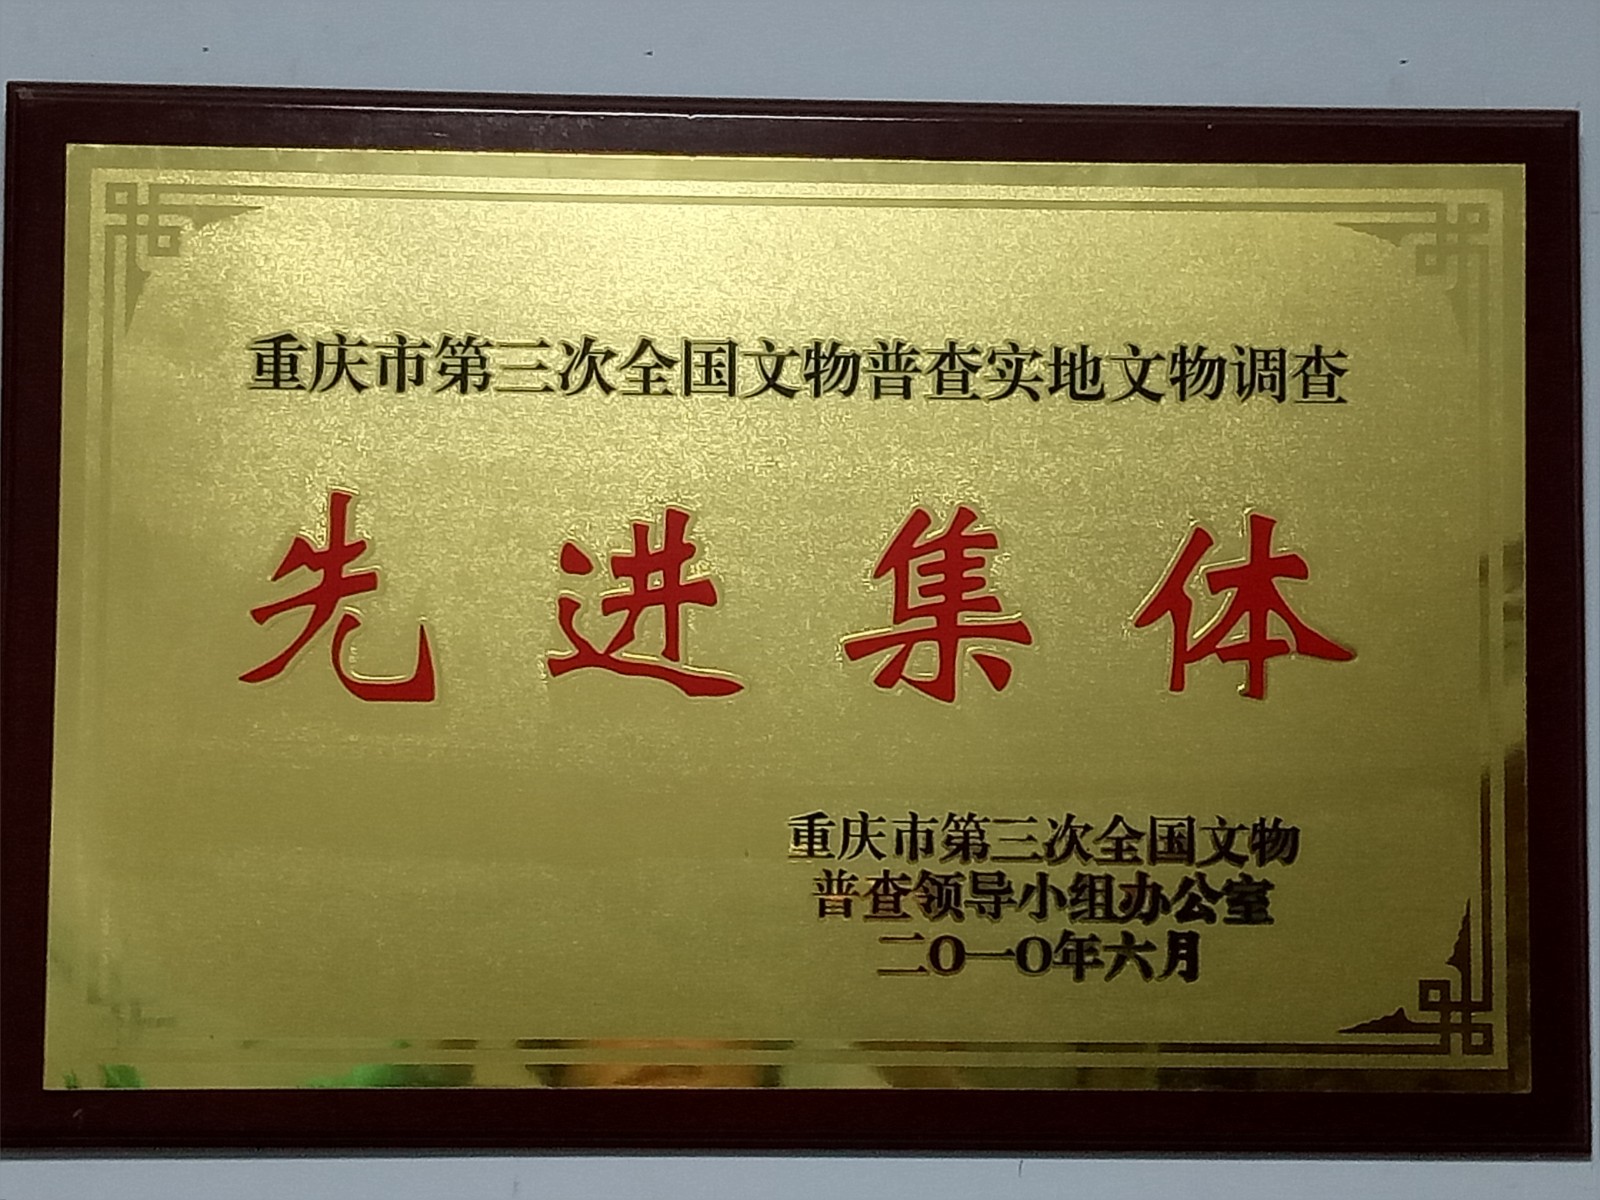 重庆市第三次全国文物普查实地文物调查
先进集体
重庆市第三次全国文物
普查领导小组办公室
二〇一〇年六月